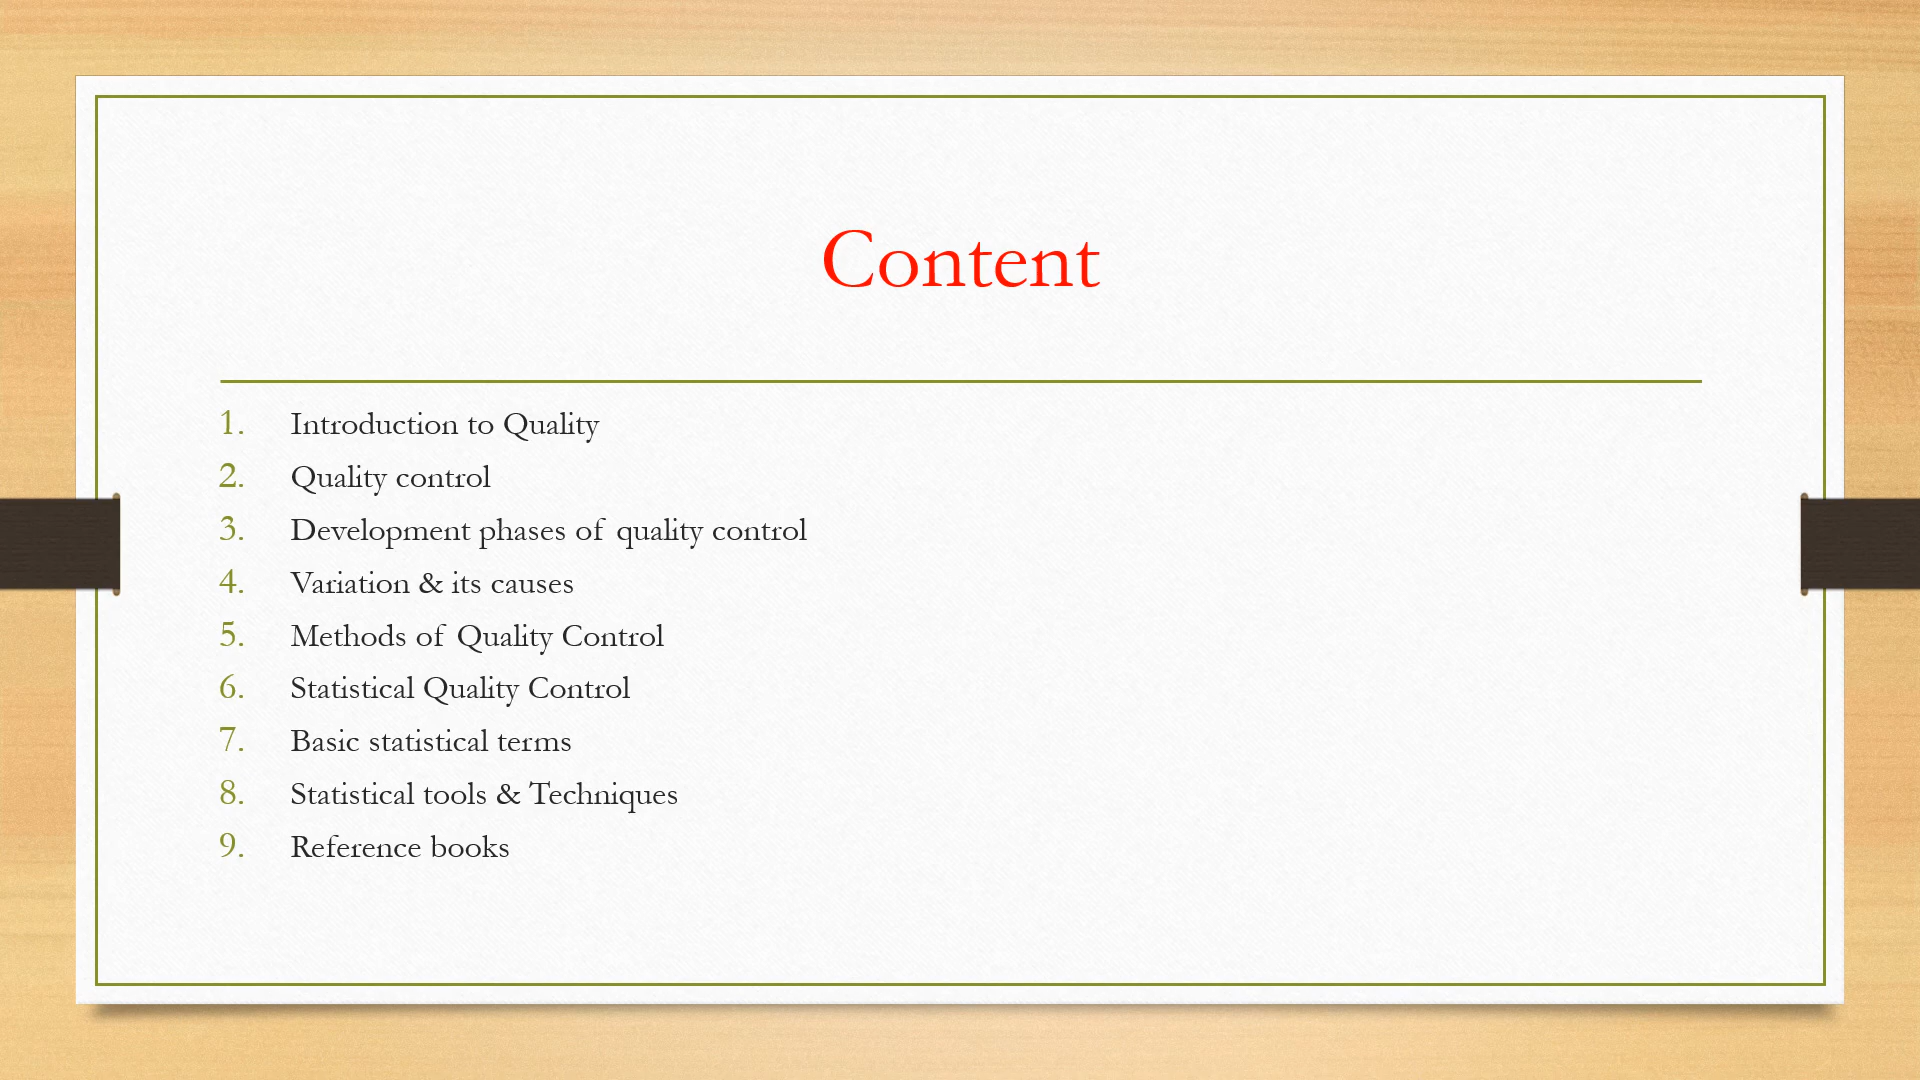 Content
1. Introduction to Quality
2. Quality control
3. Development phases of quality control
4. Variation & its causes
5. Methods of Quality Control
6. Statistical Quality Control
7. Basic statistical terms
8. Statistical tools & Techniques
9. Reference books